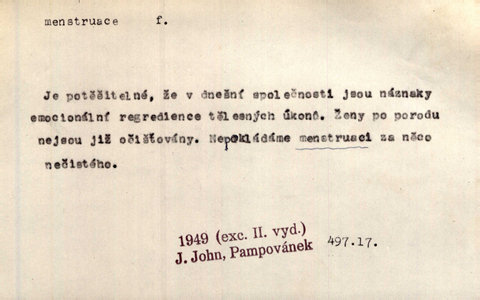 menstruace f.
Je potěšitelné, že v dnešní společnosti jsou náznaky
emocionální regredience tělesných úkonů. Ženy po porodu
nejsou již očišťovány. Nepokládáme menstruaci za něco
nečistého.
1949 (exc. II. vyd.)
J. John, Pampovánek 497.17.